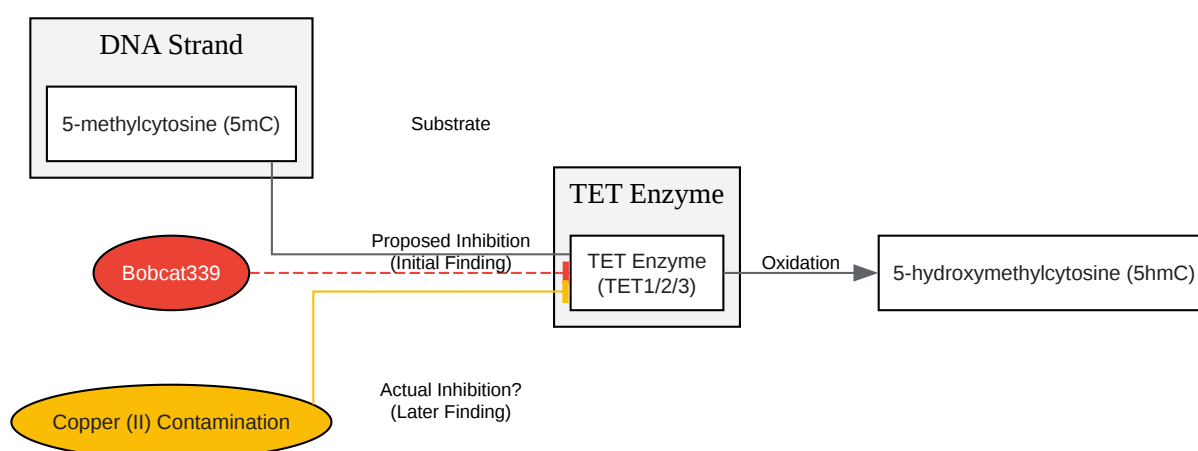 DNA Strand
5-methylcytosine (5mC)
Substrate
TET Enzyme
Proposed Inhibition
(Initial Finding)
Bobcat339
TET Enzyme
(TET1/2/3)
Oxidation
5-hydroxymethylcytosine (5hmC)
Actual Inhibition?
(Later Finding)
Copper (II) Contamination